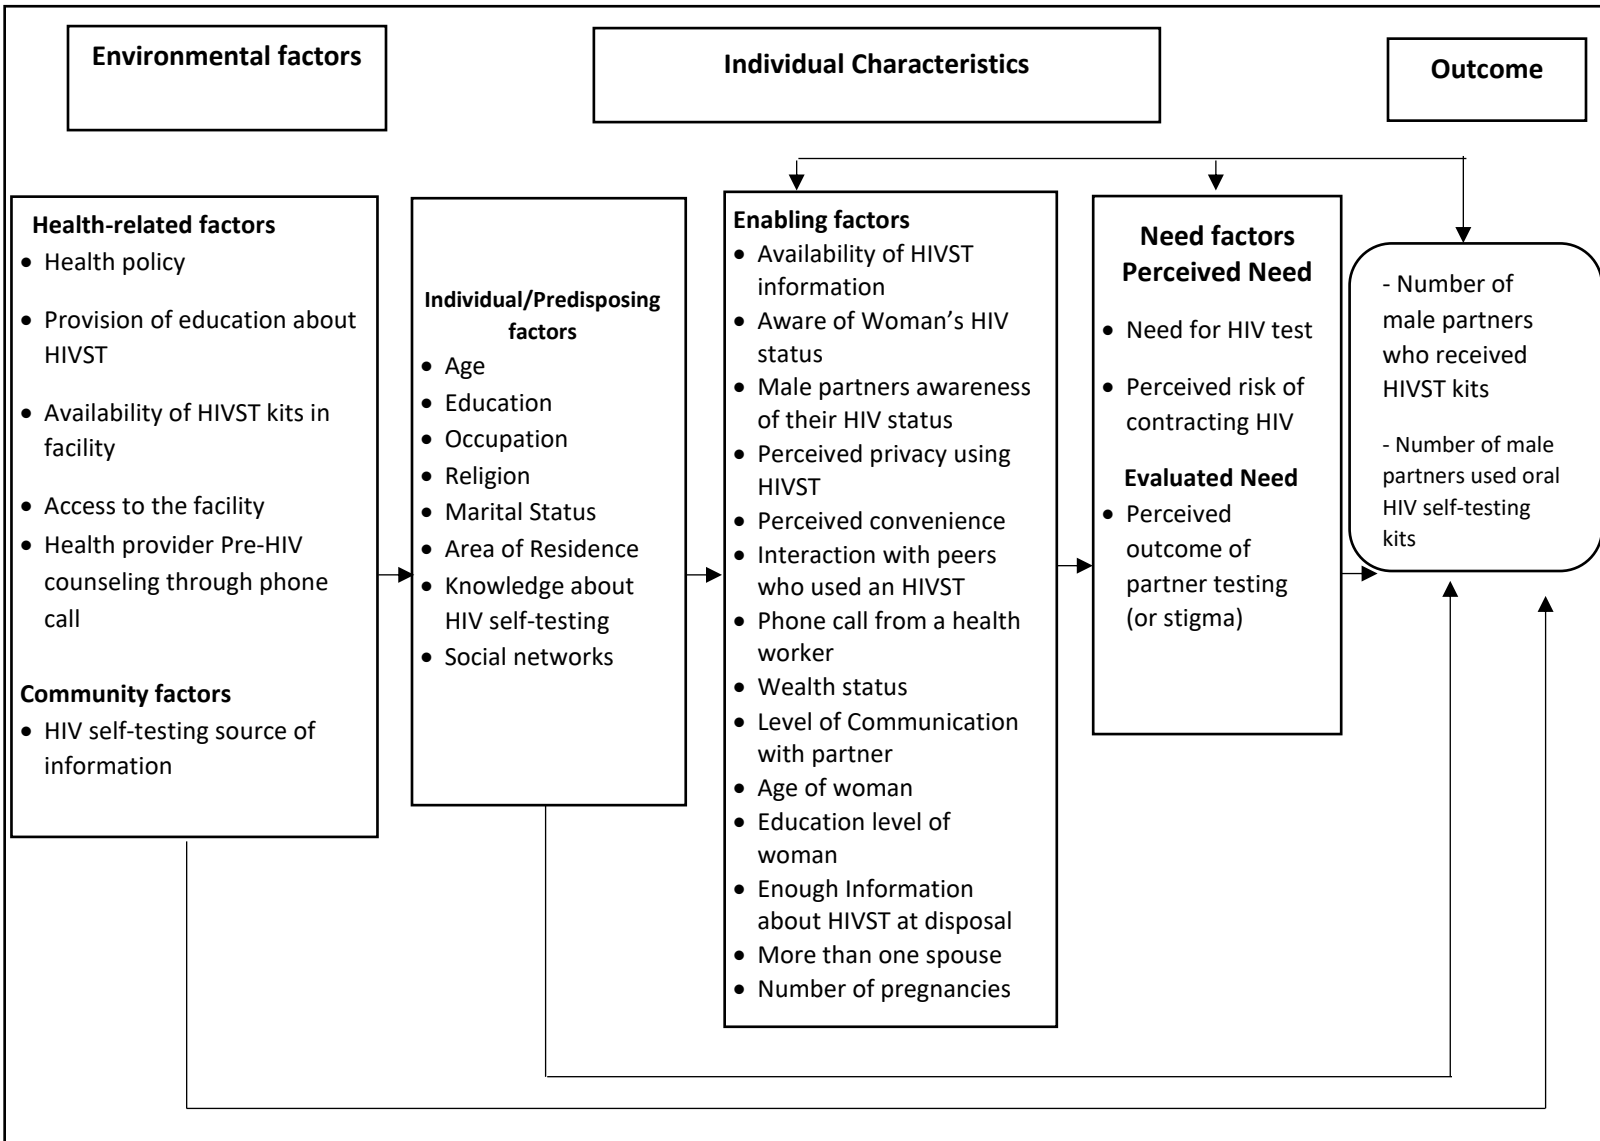 Environmental factors
Individual Characteristics
Outcome
Health-related factors
• Health policy
• Provision of education about
HIVST
• Availability of HIVST kits in
facility
• Access to the facility
• Health provider Pre-HIV
counseling through phone
call
Community factors
• HIV self-testing source of
information
Individual/Predisposing
factors
• Age
• Education
• Occupation
• Religion
• Marital Status
• Area of Residence
• Knowledge about
HIV self-testing
• Social networks
Enabling factors
• Availability of HIVST
information
• Aware of Woman's HIV
status
• Male partners awareness
of their HIV status
• Perceived privacy using
HIVST
• Perceived convenience
• Interaction with peers
who used an HIVST
• Phone call from a health
worker
• Wealth status
• Level of Communication
with partner
• Age of woman
• Education level of
woman
• Enough Information
about HIVST at disposal
• More than one spouse
• Number of pregnancies
Need factors
Perceived Need
• Need for HIV test
• Perceived risk of
contracting HIV
Evaluated Need
• Perceived
outcome of
partner testing
(or stigma)
- Number of
male partners
who received
HIVST kits
- Number of male
partners used oral
HIV self-testing
kits